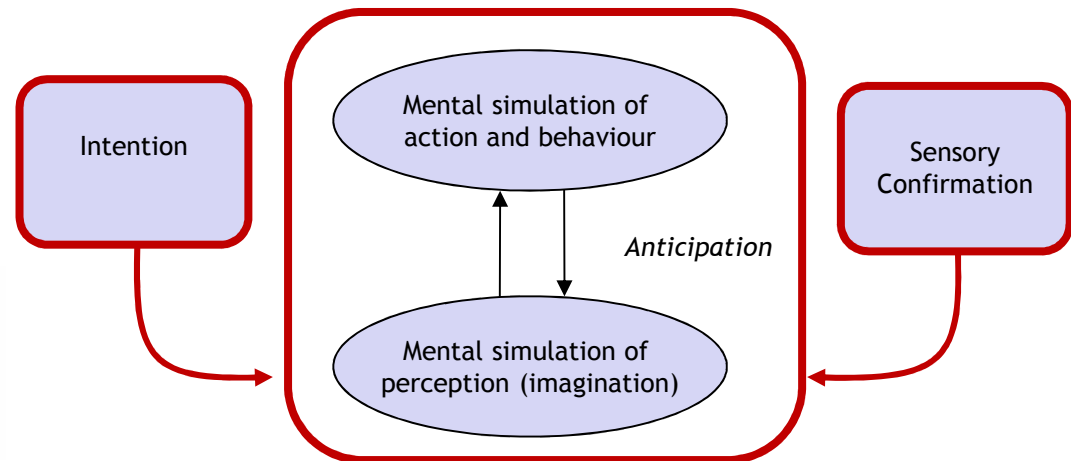 Intention
Mental simulation of
action and behaviour
Anticipation
Mental simulation of
perception (imagination)
Sensory
Confirmation